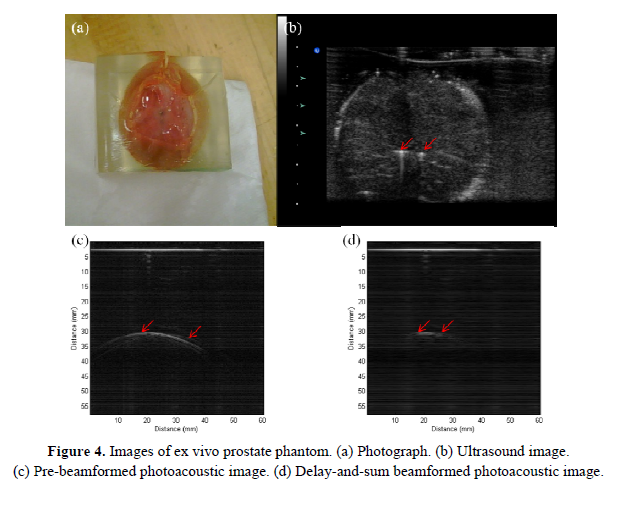 (a)
(b)
(c)
(d)
5
10
15
20
25
30
35
40
45
50
55
Distance (mm)
10 20 30 40 50 60
Distance (mm)
5
10
15
20
25
30
35
40
45
50
55
Distance (mm)
10 20 30 40 50 60
Distance (mm)
Figure 4. Images of ex vivo prostate phantom. (a) Photograph. (b) Ultrasound image.
(c) Pre-beamformed photoacoustic image. (d) Delay-and-sum beamformed photoacoustic image.